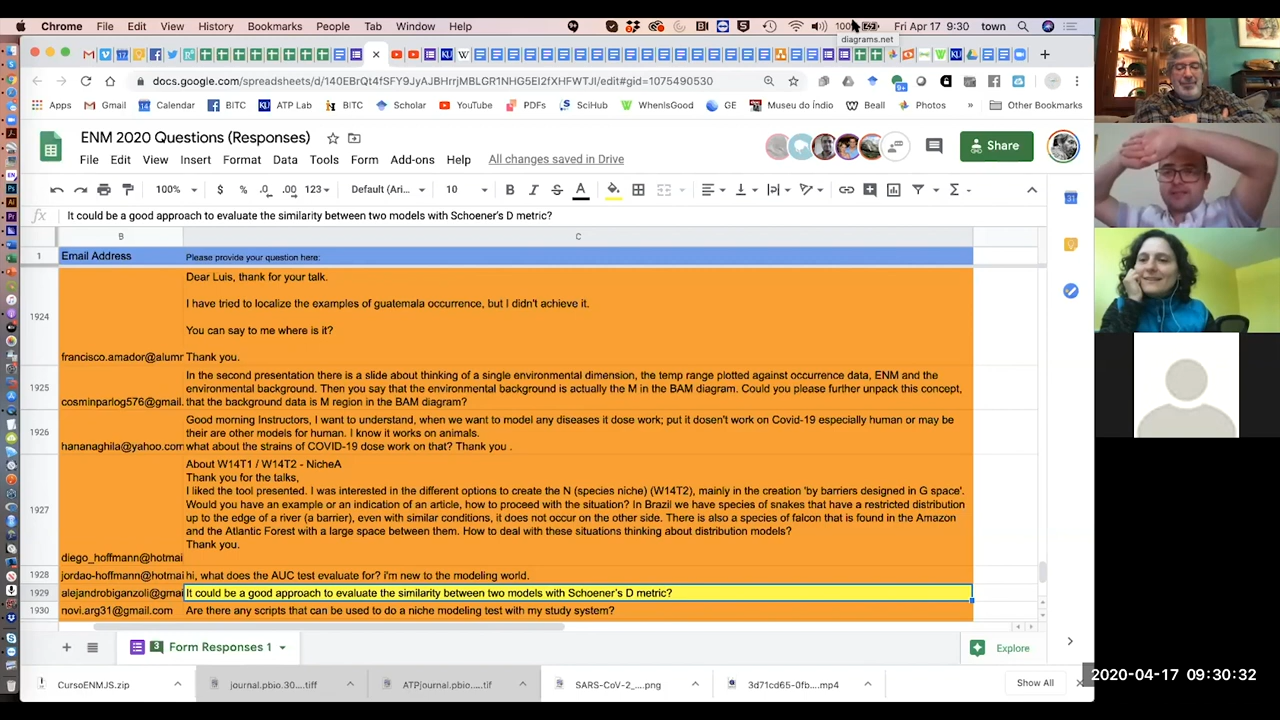 Chrome File Edit View History Bookmarks People Tab Window Help
100% Fri Apr 17 9:30 town
diagrams.net
docs.google.com/spreadsheets/d/140EBrQt4fSFY9JyAJBHrrjMBLGR1NHG5EI2fXHFWTJI/edit#gid=1075490530
Apps Gmail Calendar BITC ATP Lab BITC Scholar YouTube PDFs SciHub WhenIsGood GE Museu do Índio Beall Photos » Other Bookmarks
ENM 2020 Questions (Responses)
File Edit View Insert Format Data Tools Form Add-ons Help All changes saved in Drive
Share
100% $ % .0 .00 123 Default (Ari... 10 B I S A
fx It could be a good approach to evaluate the similarity between two models with Schoener's D metric?
B C
1 Email Address Please provide your question here:
Dear Luis, thank for your talk.
I have tried to localize the examples of guatemala occurrence, but I didn't achieve it.
1924
You can say to me where is it?
francisco.amador@alumr Thank you.
In the second presentation there is a slide about thinking of a single environmental dimension, the temp range plotted against occurrence data, ENM and the
1925 environmental background. Then you say that the environmental background is actually the M in the BAM diagram. Could you please further unpack this concept,
cosminparlog576@gmail. that the background data is M region in the BAM diagram?
Good morning Instructors, I want to understand, when we want to model any diseases it dose work; put it dosen't work on Covid-19 especially human or may be
1926 their are other models for human. I know it works on animals.
hananaghila@yahoo.com what about the strains of COVID-19 dose work on that? Thank you .
About W14T1 / W14T2 - NicheA
Thank you for the talks,
I liked the tool presented. I was interested in the different options to create the N (species niche) (W14T2), mainly in the creation 'by barriers designed in G space'.
1927 Would you have an example or an indication of an article, how to proceed with the situation? In Brazil we have species of snakes that have a restricted distribution
up to the edge of a river (a barrier), even with similar conditions, it does not occur on the other side. There is also a species of falcon that is found in the Amazon
and the Atlantic Forest with a large space between them. How to deal with these situations thinking about distribution models?
Thank you.
diego_hoffmann@hotmai
1928 jordao-hoffmann@hotmai hi, what does the AUC test evaluate for? i'm new to the modeling world.
1929 alejandrobiganzoli@gmai It could be a good approach to evaluate the similarity between two models with Schoener's D metric?
1930 novi.arg31@gmail.com Are there any scripts that can be used to do a niche modeling test with my study system?
3 Form Responses 1 Explore
CursoENMJS.zip journal.pbio.30....tiff ATPjournal.pbio.....tif SARS-CoV-2_....png 3d71cd65-0fb....mp4 Show All
2020-04-17 09:30:32